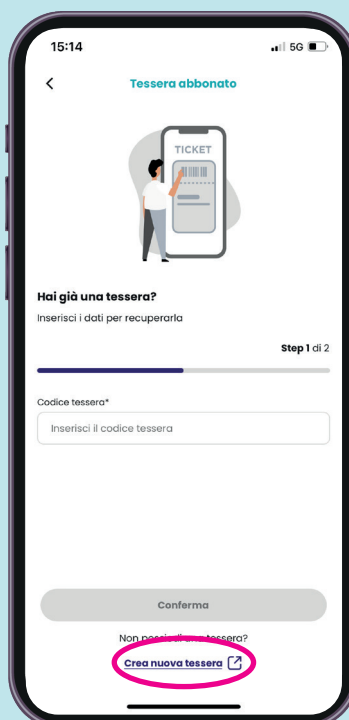 15:14
5G
Tessera abbonato
TICKET
Hai già una tessera?
Inserisci i dati per recuperarla
Step 1 di 2
Codice tessera*
Inserisci il codice tessera
Conferma
Non possiedi una tessera?
Crea nuova tessera